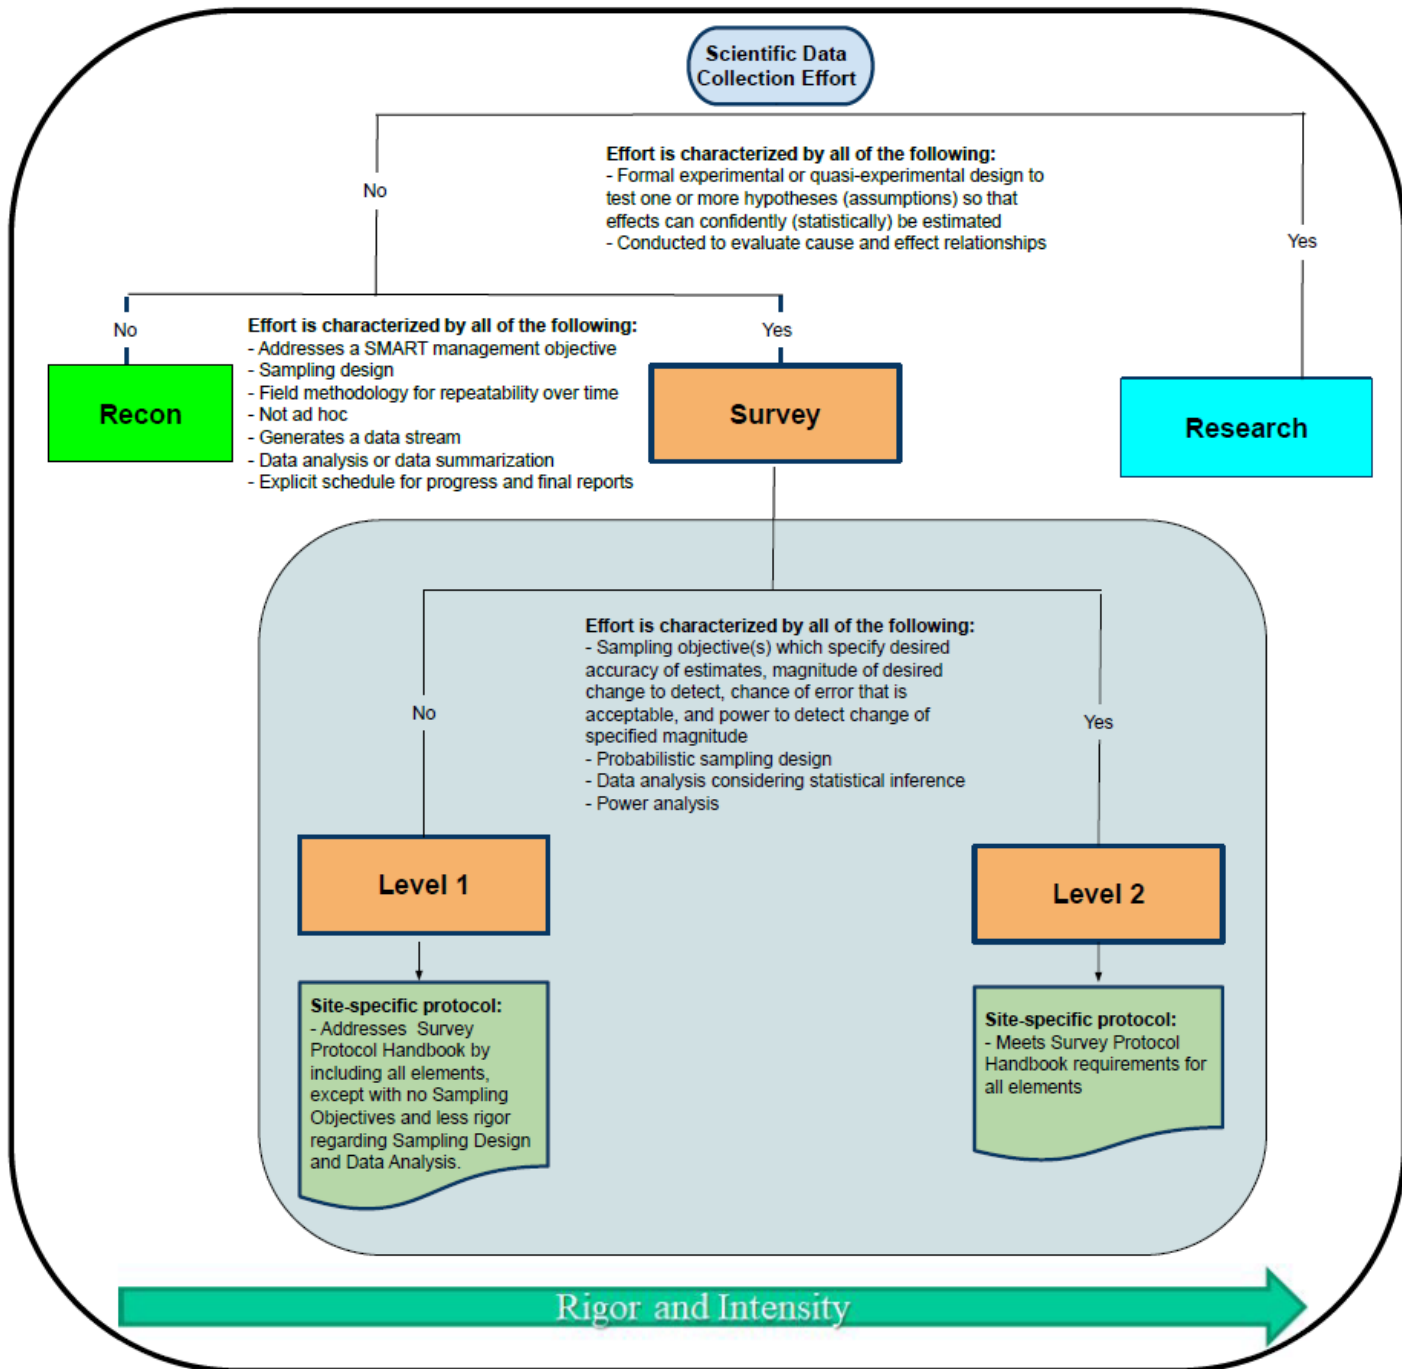 Scientific Data
Collection Effort
Effort is characterized by all of the following:
- Formal experimental or quasi-experimental design to
test one or more hypotheses (assumptions) so that
effects can confidently (statistically) be estimated
- Conducted to evaluate cause and effect relationships
No
Yes
No
Effort is characterized by all of the following:
- Addresses a SMART management objective
- Sampling design
- Field methodology for repeatability over time
- Not ad hoc
- Generates a data stream
- Data analysis or data summarization
- Explicit schedule for progress and final reports
Yes
Recon
Survey
Research
Effort is characterized by all of the following:
- Sampling objective(s) which specify desired
accuracy of estimates, magnitude of desired
change to detect, chance of error that is
acceptable, and power to detect change of
specified magnitude
- Probabilistic sampling design
- Data analysis considering statistical inference
- Power analysis
No
Yes
Level 1
Level 2
Site-specific protocol:
- Addresses Survey
Protocol Handbook by
including all elements,
except with no Sampling
Objectives and less rigor
regarding Sampling Design
and Data Analysis.
Site-specific protocol:
- Meets Survey Protocol
Handbook requirements for
all elements
Rigor and Intensity